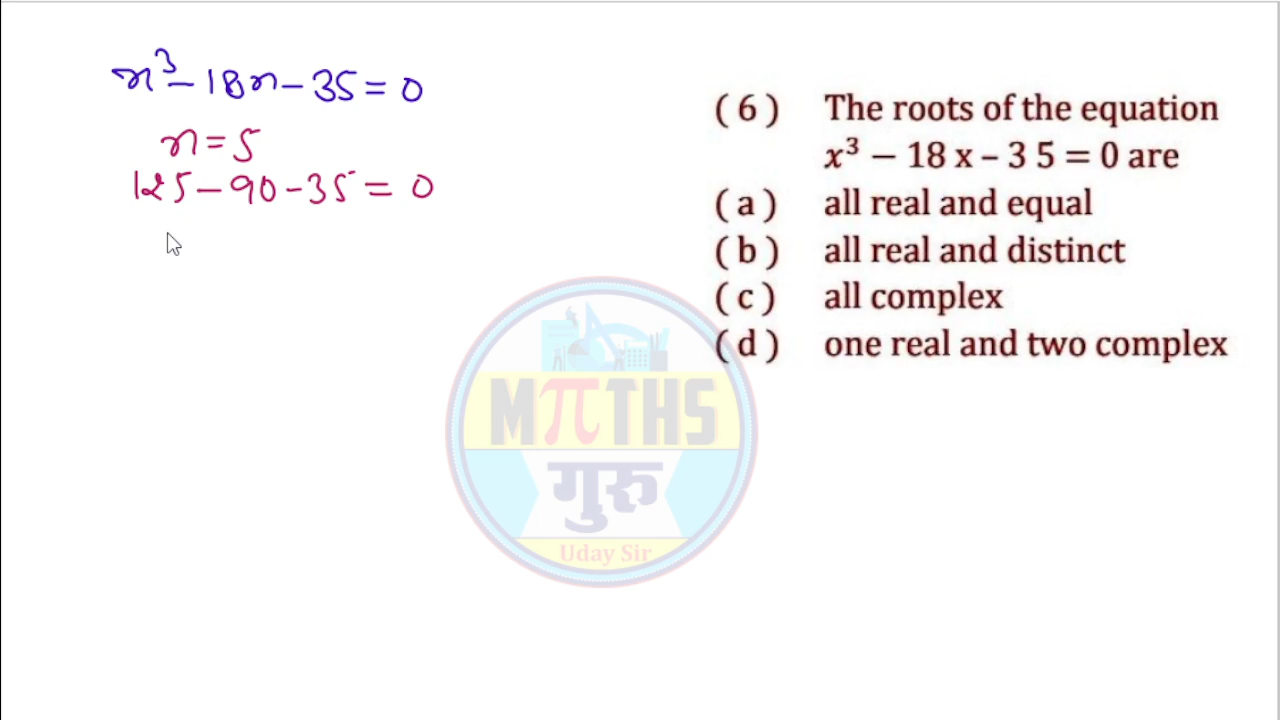 x³ – 18x – 35 = 0
x = 5
125 – 90 – 35 = 0
( 6 ) The roots of the equation
x³ – 18 x – 3 5 = 0 are
( a ) all real and equal
( b ) all real and distinct
( c ) all complex
( d ) one real and two complex
MπTHS
गुरु
Uday Sir